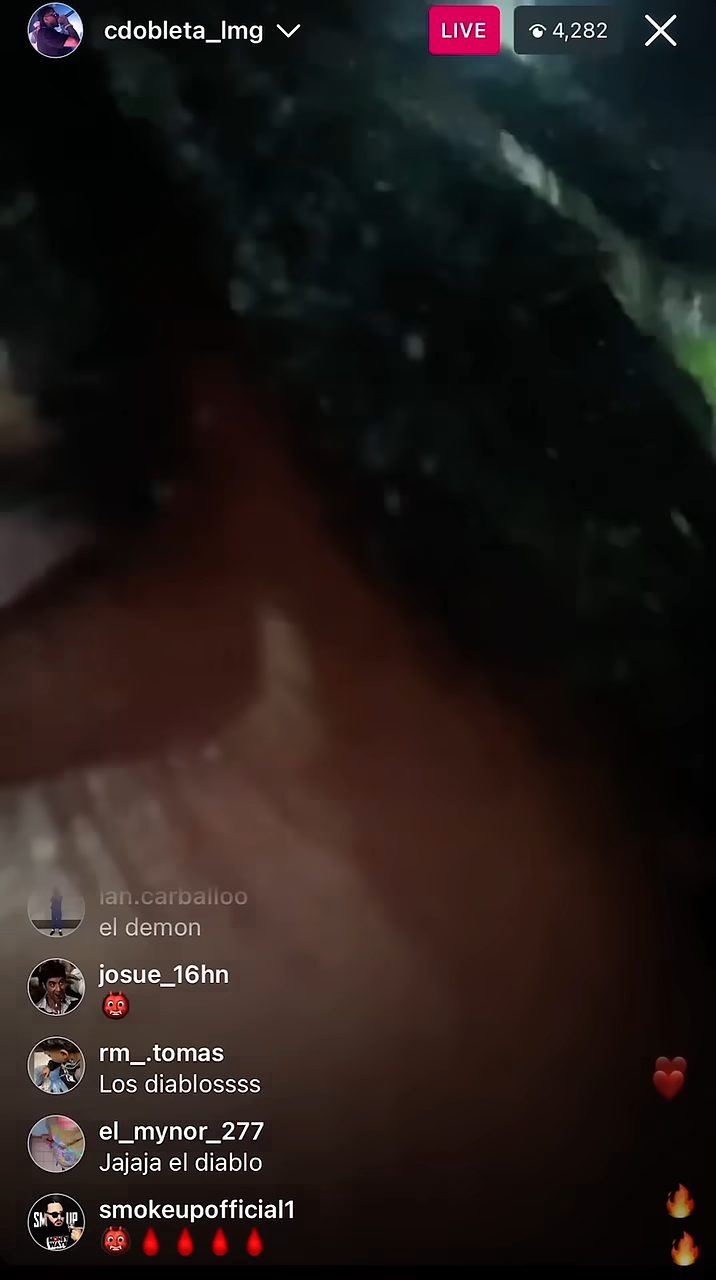 cdobleta_lmg
LIVE
4,282
ian.carballoo
el demon
josue_16hn
👹
rm_.tomas
Los diablossss
el_mynor_277
Jajaja el diablo
smokeupofficial1
👹🩸🩸🩸🩸